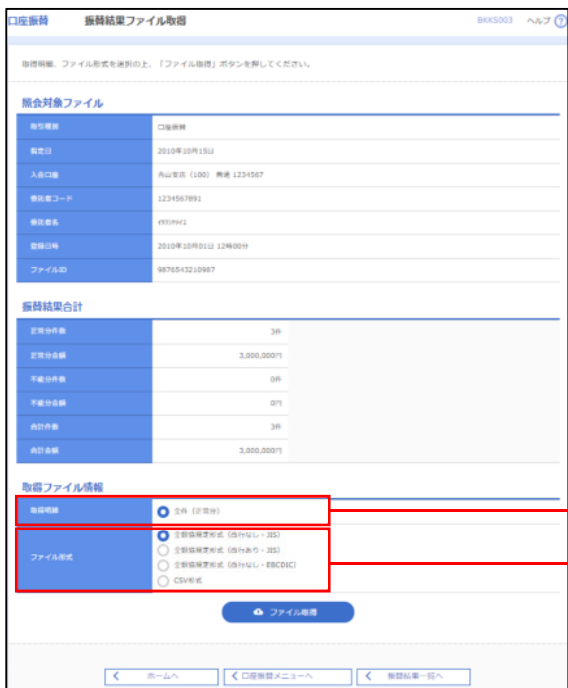 口座振替 振替結果ファイル取得 BKKS003 ヘルプ ?
取得明細、ファイル形式を選択の上、「ファイル取得」ボタンを押してください。
照会対象ファイル
取引種別 口座振替
指定日 2010年10月15日
入金口座 青山支店（100） 普通 1234567
委託者コード 1234567891
委託者名
登録日時 2010年10月01日 12時00分
ファイルID 9876543210987
振替結果合計
正常分件数 3件
正常分金額 3,000,000円
不能分件数 0件
不能分金額 0円
合計件数 3件
合計金額 3,000,000円
取得ファイル情報
取得明細 全件（正常分）
ファイル形式 全銀協規定形式（改行なし・JIS）
全銀協規定形式（改行あり・JIS）
全銀協規定形式（改行なし・EBCDIC）
CSV形式
ファイル取得
ホームへ 口座振替メニューへ 振替結果一覧へ